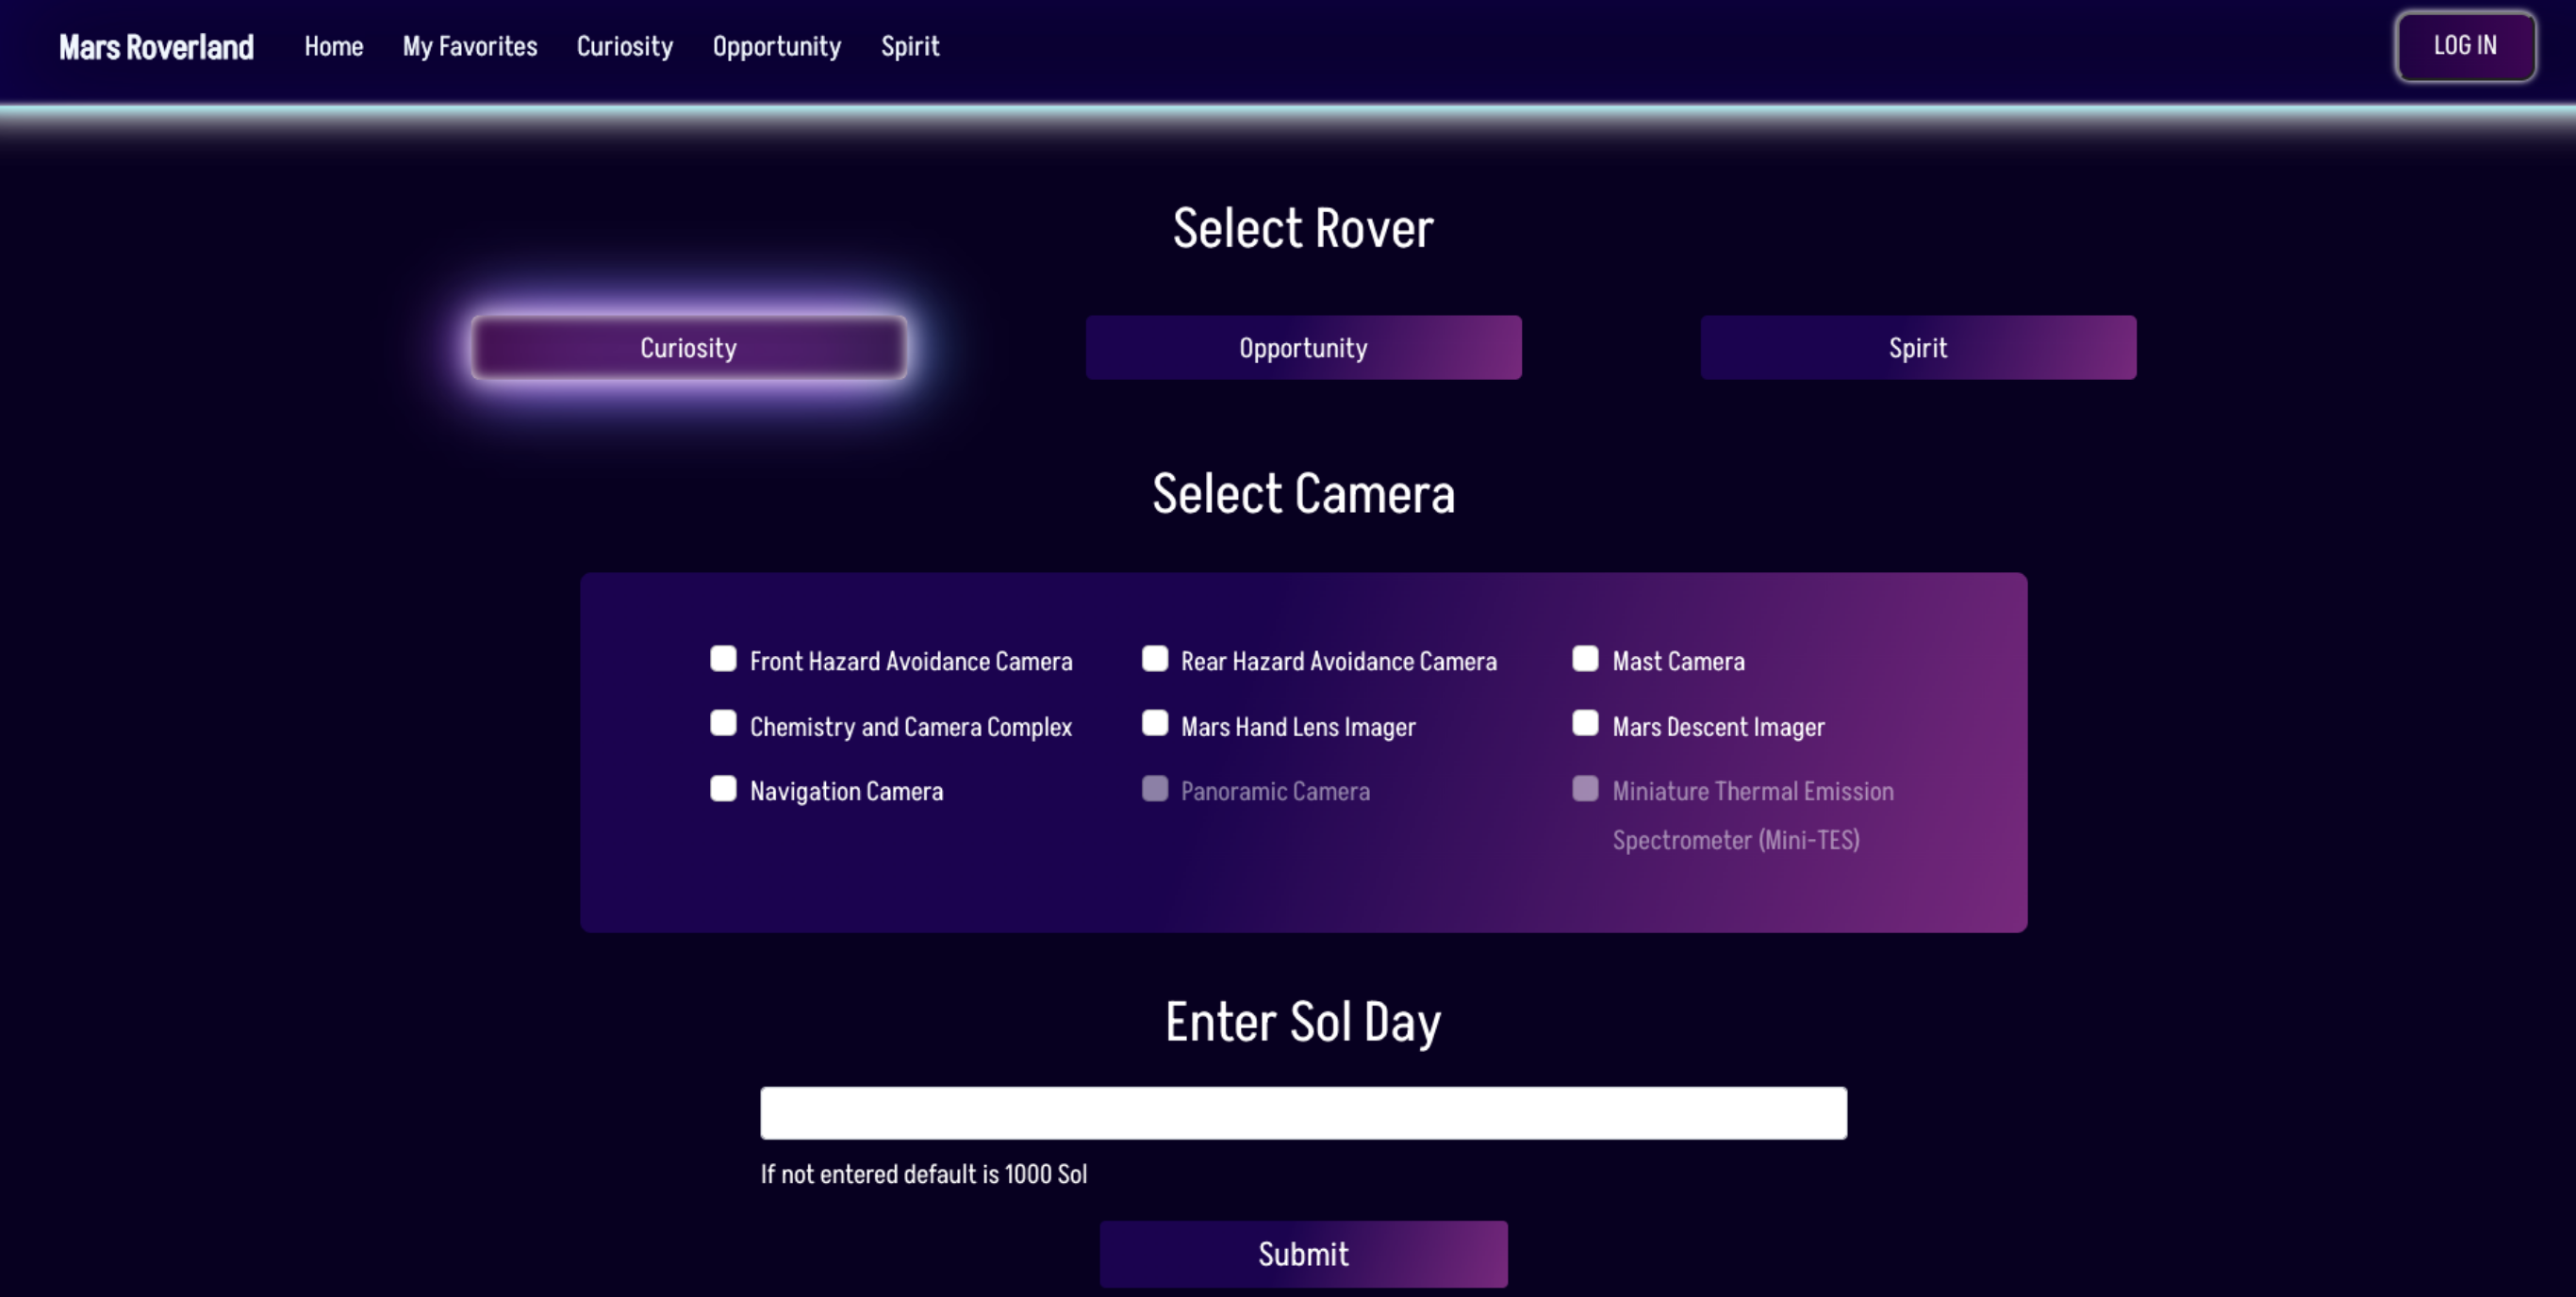 Mars Roverland Home My Favorites Curiosity Opportunity Spirit LOG IN
Select Rover
Curiosity Opportunity Spirit
Select Camera
Front Hazard Avoidance Camera Rear Hazard Avoidance Camera Mast Camera
Chemistry and Camera Complex Mars Hand Lens Imager Mars Descent Imager
Navigation Camera Panoramic Camera Miniature Thermal Emission
Spectrometer (Mini-TES)
Enter Sol Day
If not entered default is 1000 Sol
Submit